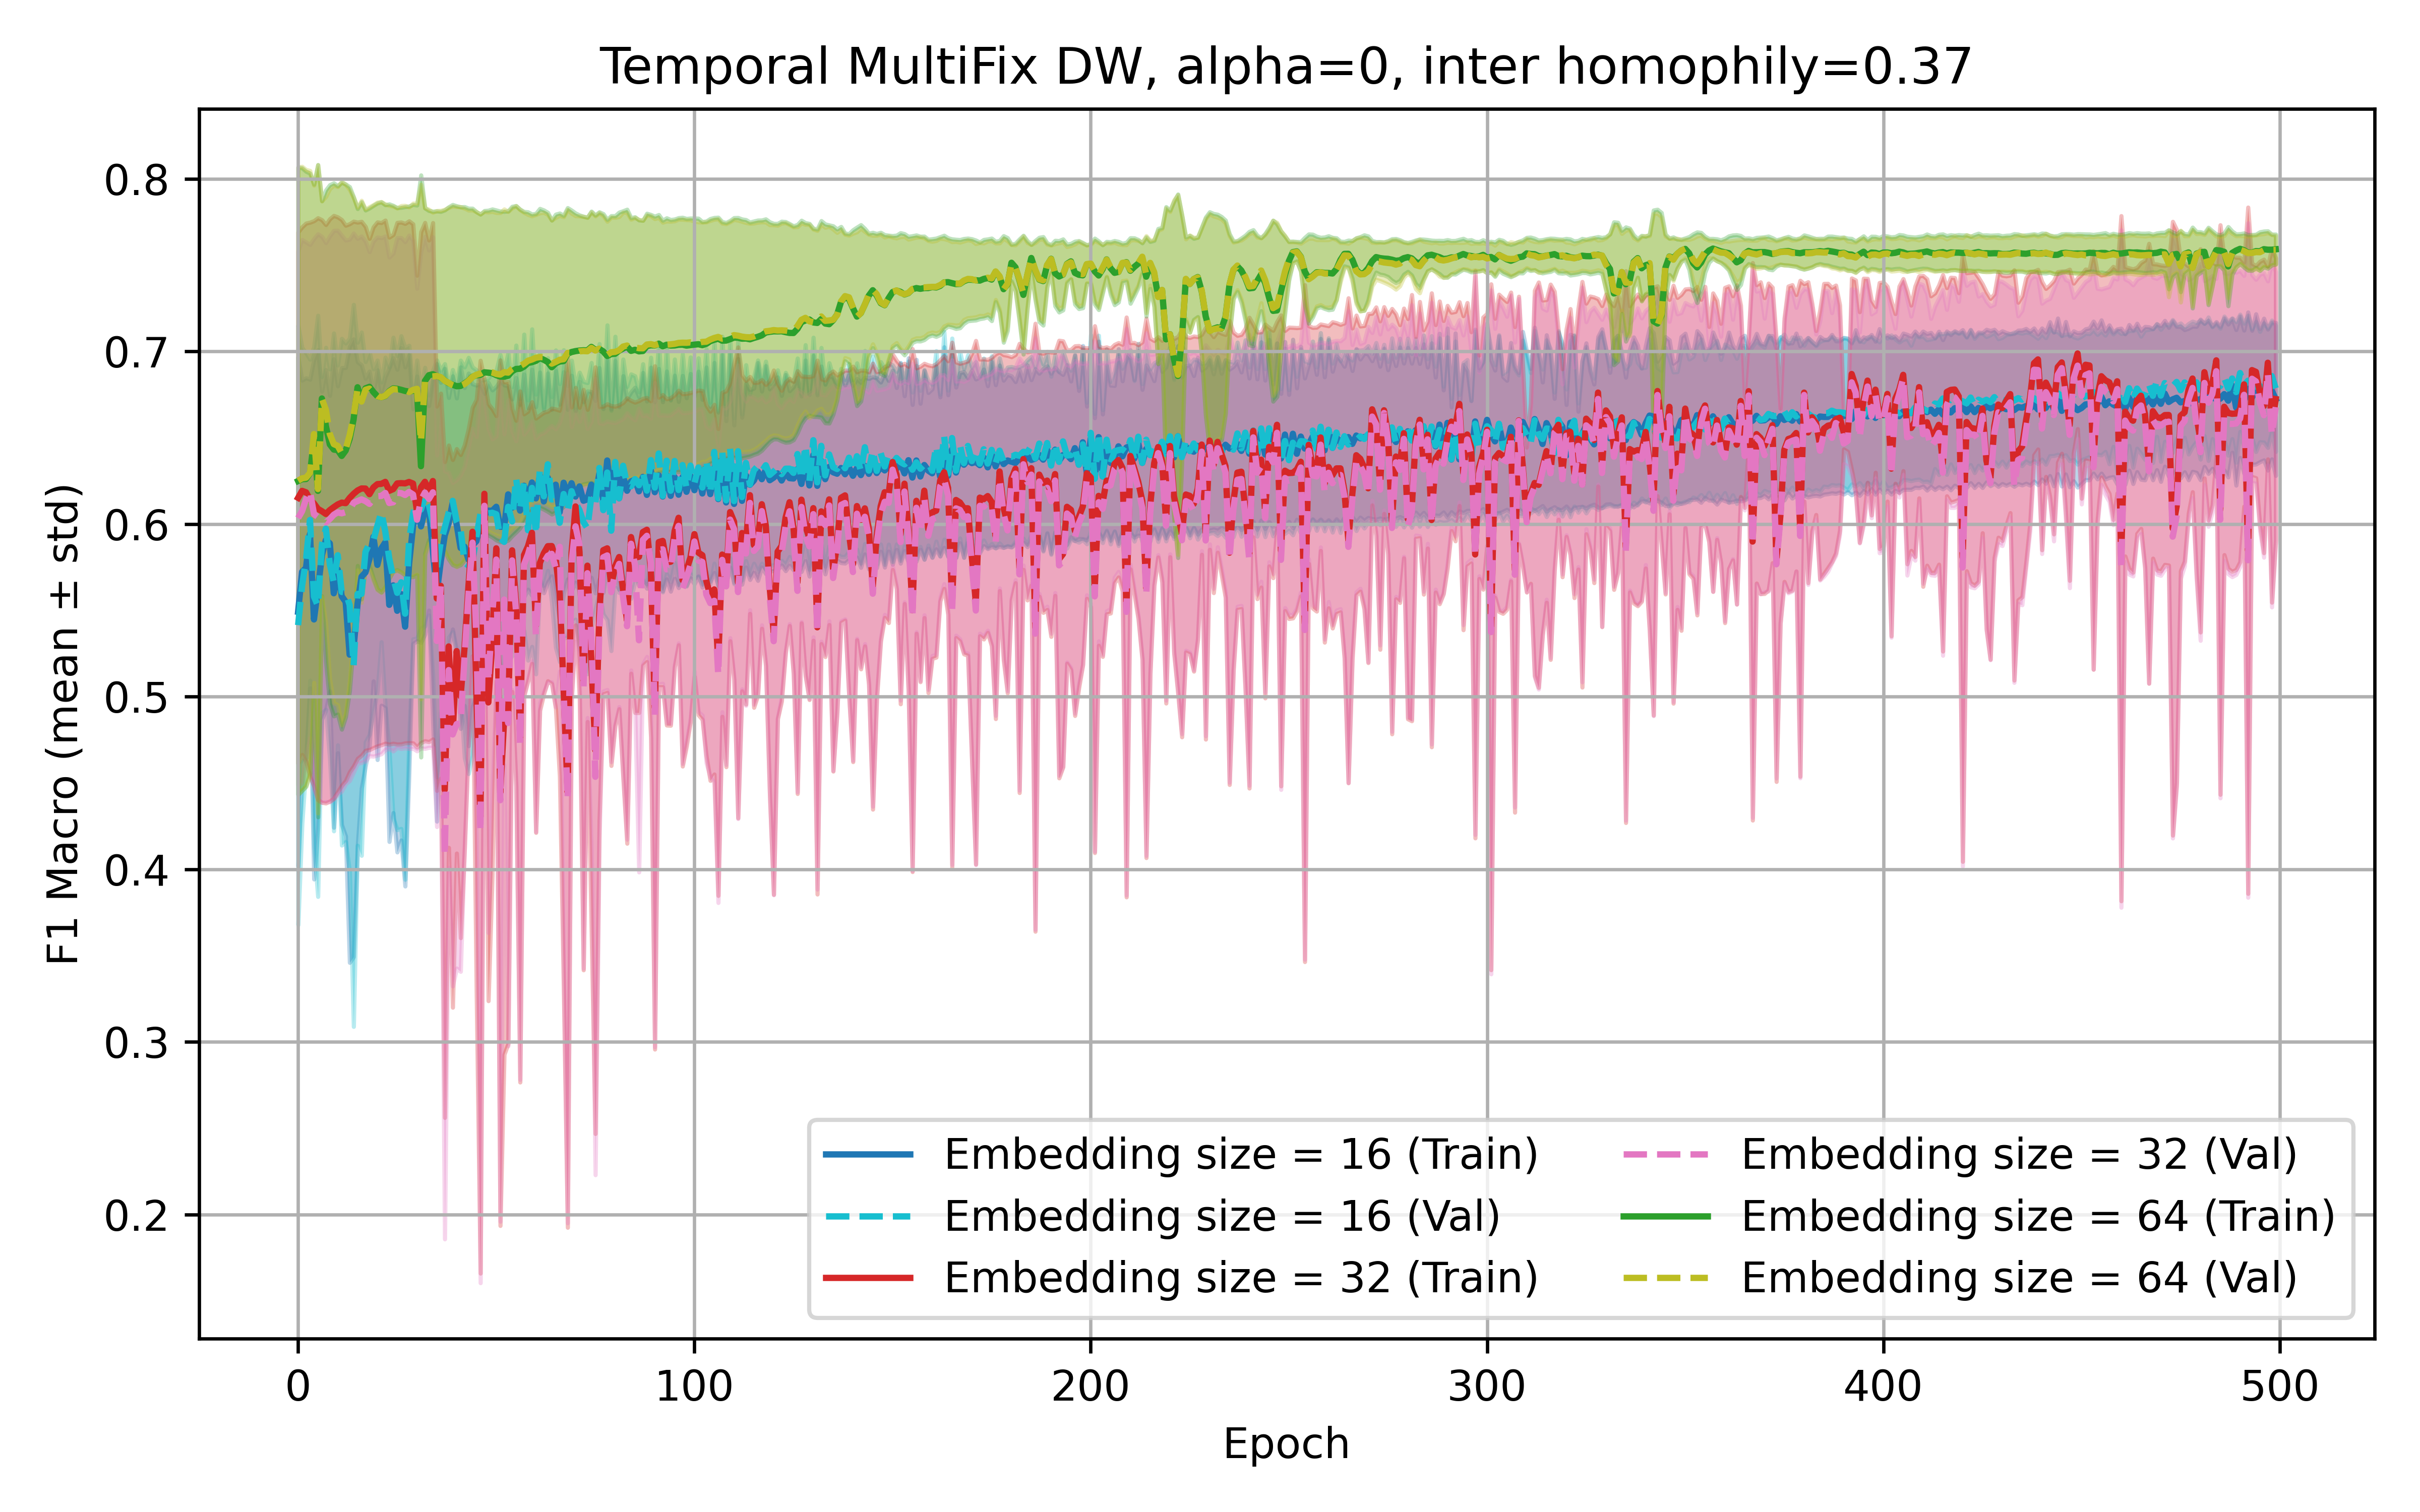 Temporal MultiFix DW, alpha=0, inter homophily=0.37
F1 Macro (mean ± std)
0.8
0.7
0.6
0.5
0.4
0.3
0.2
Embedding size = 16 (Train)
Embedding size = 16 (Val)
Embedding size = 32 (Train)
Embedding size = 32 (Val)
Embedding size = 64 (Train)
Embedding size = 64 (Val)
0 100 200 300 400 500
Epoch